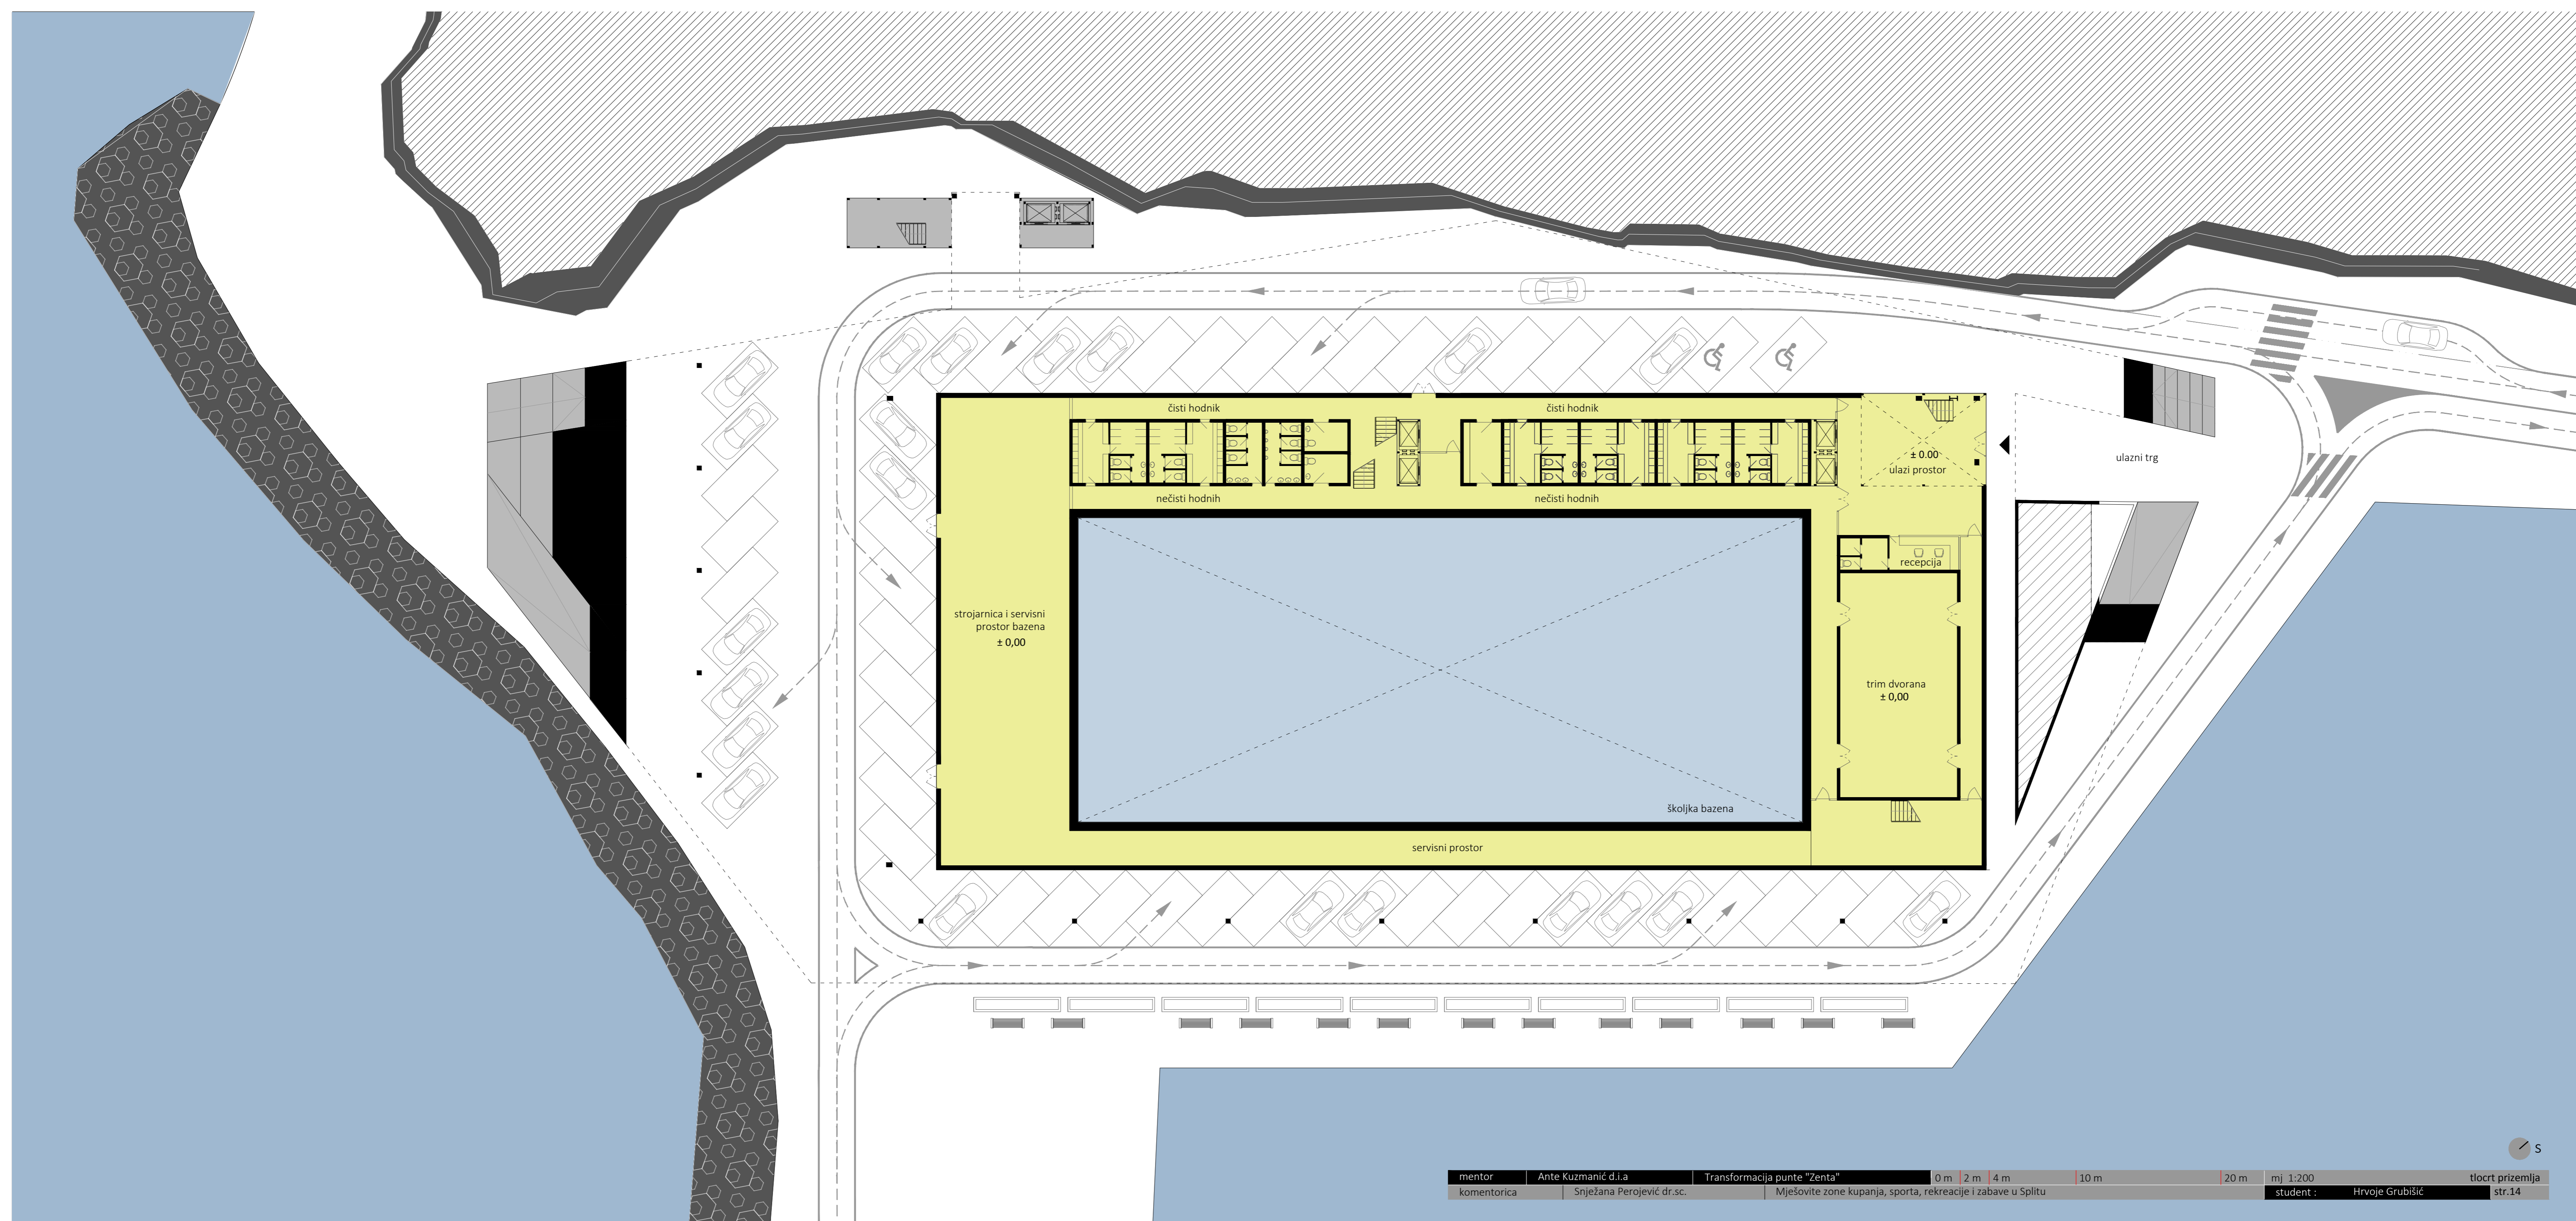 čisti hodnik
čisti hodnik
± 0.00
ulazi prostor
ulazni trg
nečisti hodnih
nečisti hodnih
recepcija
strojarnica i servisni
prostor bazena
± 0,00
trim dvorana
± 0,00
školjka bazena
servisni prostor
S
mentor
Ante Kuzmanić d.i.a
Transformacija punte "Zenta"
0 m
2 m
4 m
10 m
20 m
mj 1:200
tlocrt prizemlja
komentorica
Snježana Perojević dr.sc.
Mješovite zone kupanja, sporta, rekreacije i zabave u Splitu
student :
Hrvoje Grubišić
str.14